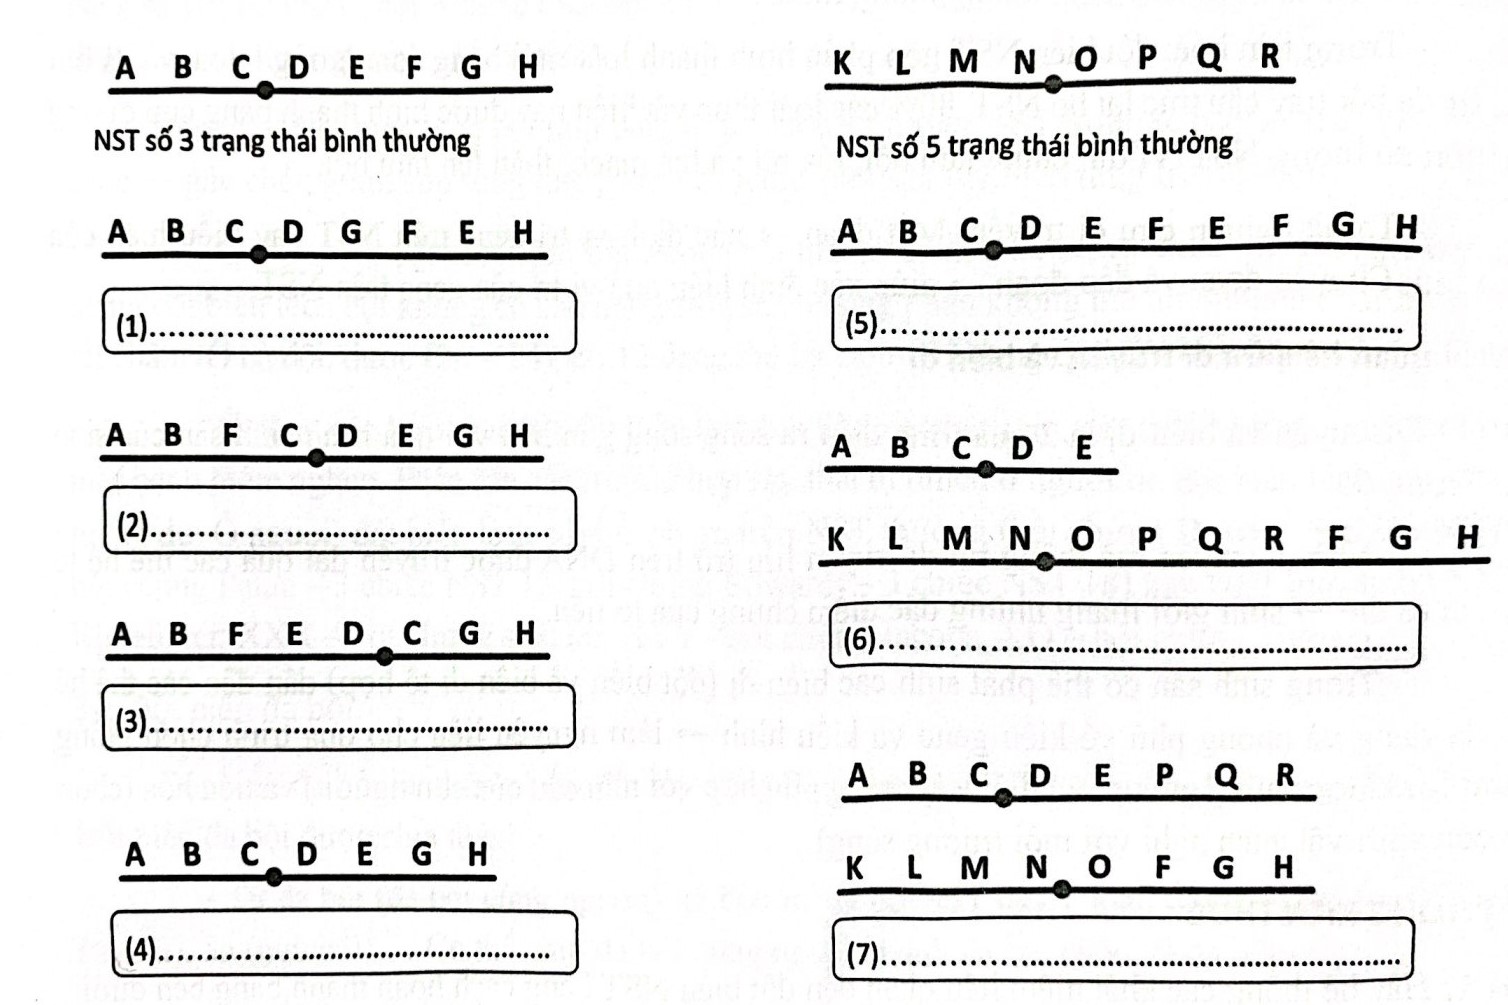 A B C D E F G H
NST số 3 trạng thái bình thường
A B C D G F E H
(1)
A B F C D E G H
(2)
A B F E D C G H
(3)
A B C D E G H
(4)
K L M N O P Q R
NST số 5 trạng thái bình thường
A B C D E F E F G H
(5)
A B C D E
K L M N O P Q R F G H
(6)
A B C D E P Q R
K L M N O F G H
(7)